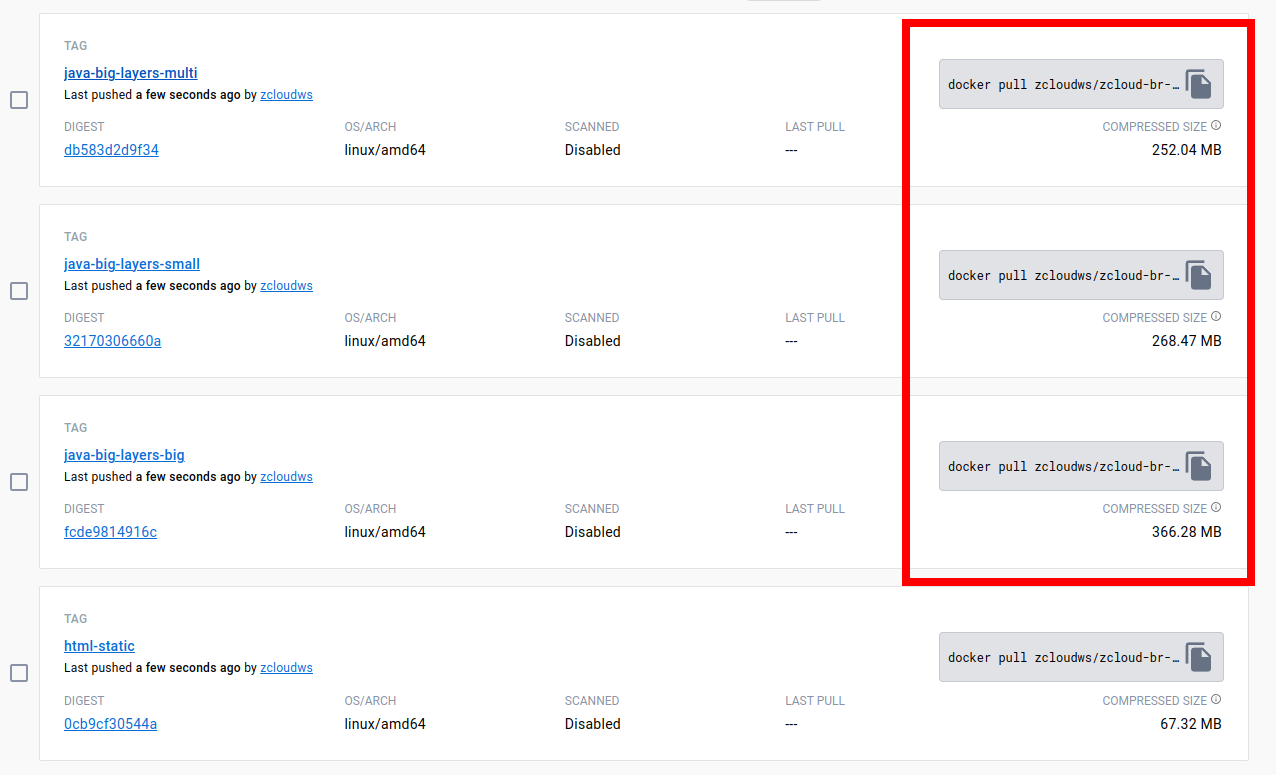 TAG
java-big-layers-multi
Last pushed a few seconds ago by zcloudws
docker pull zcloudws/zcloud-br-…
DIGEST OS/ARCH SCANNED LAST PULL COMPRESSED SIZE
db583d2d9f34 linux/amd64 Disabled --- 252.04 MB
TAG
java-big-layers-small
Last pushed a few seconds ago by zcloudws
docker pull zcloudws/zcloud-br-…
DIGEST OS/ARCH SCANNED LAST PULL COMPRESSED SIZE
32170306660a linux/amd64 Disabled --- 268.47 MB
TAG
java-big-layers-big
Last pushed a few seconds ago by zcloudws
docker pull zcloudws/zcloud-br-…
DIGEST OS/ARCH SCANNED LAST PULL COMPRESSED SIZE
fcde9814916c linux/amd64 Disabled --- 366.28 MB
TAG
html-static
Last pushed a few seconds ago by zcloudws
docker pull zcloudws/zcloud-br-…
DIGEST OS/ARCH SCANNED LAST PULL COMPRESSED SIZE
0cb9cf30544a linux/amd64 Disabled --- 67.32 MB